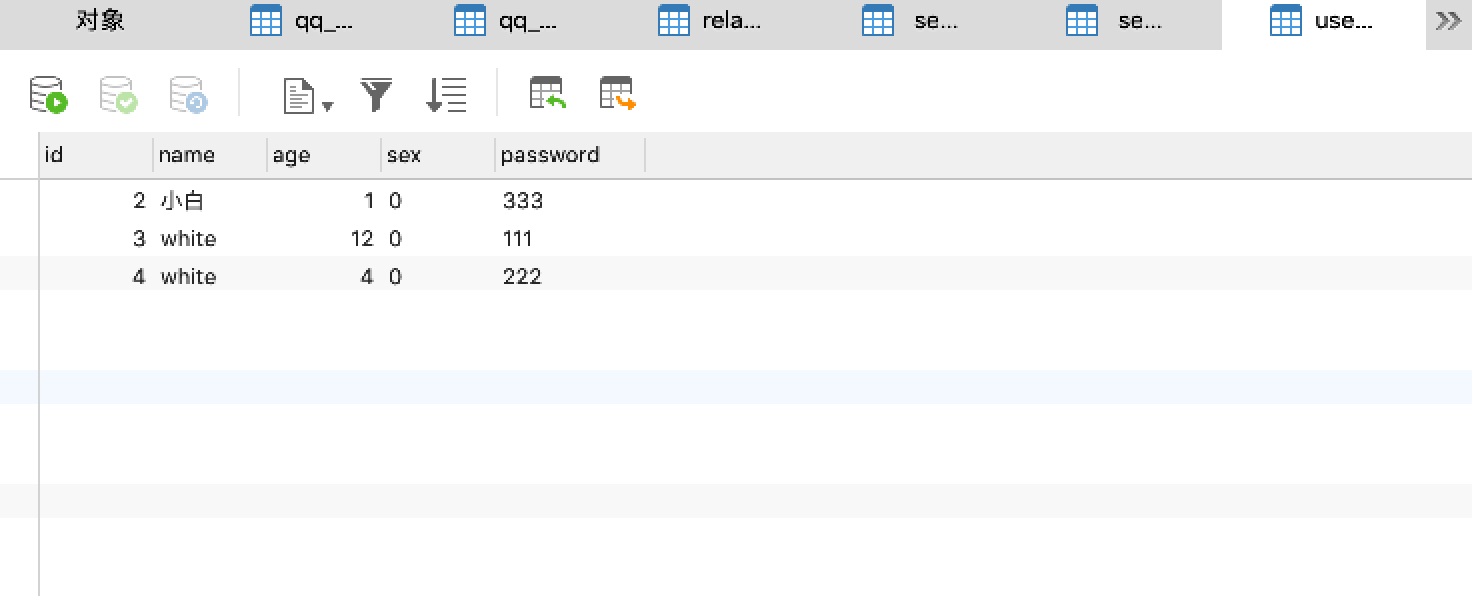 对象 qq_... qq_... rela... se... se... use...
id name age sex password
2 小白 1 0 333
3 white 12 0 111
4 white 4 0 222